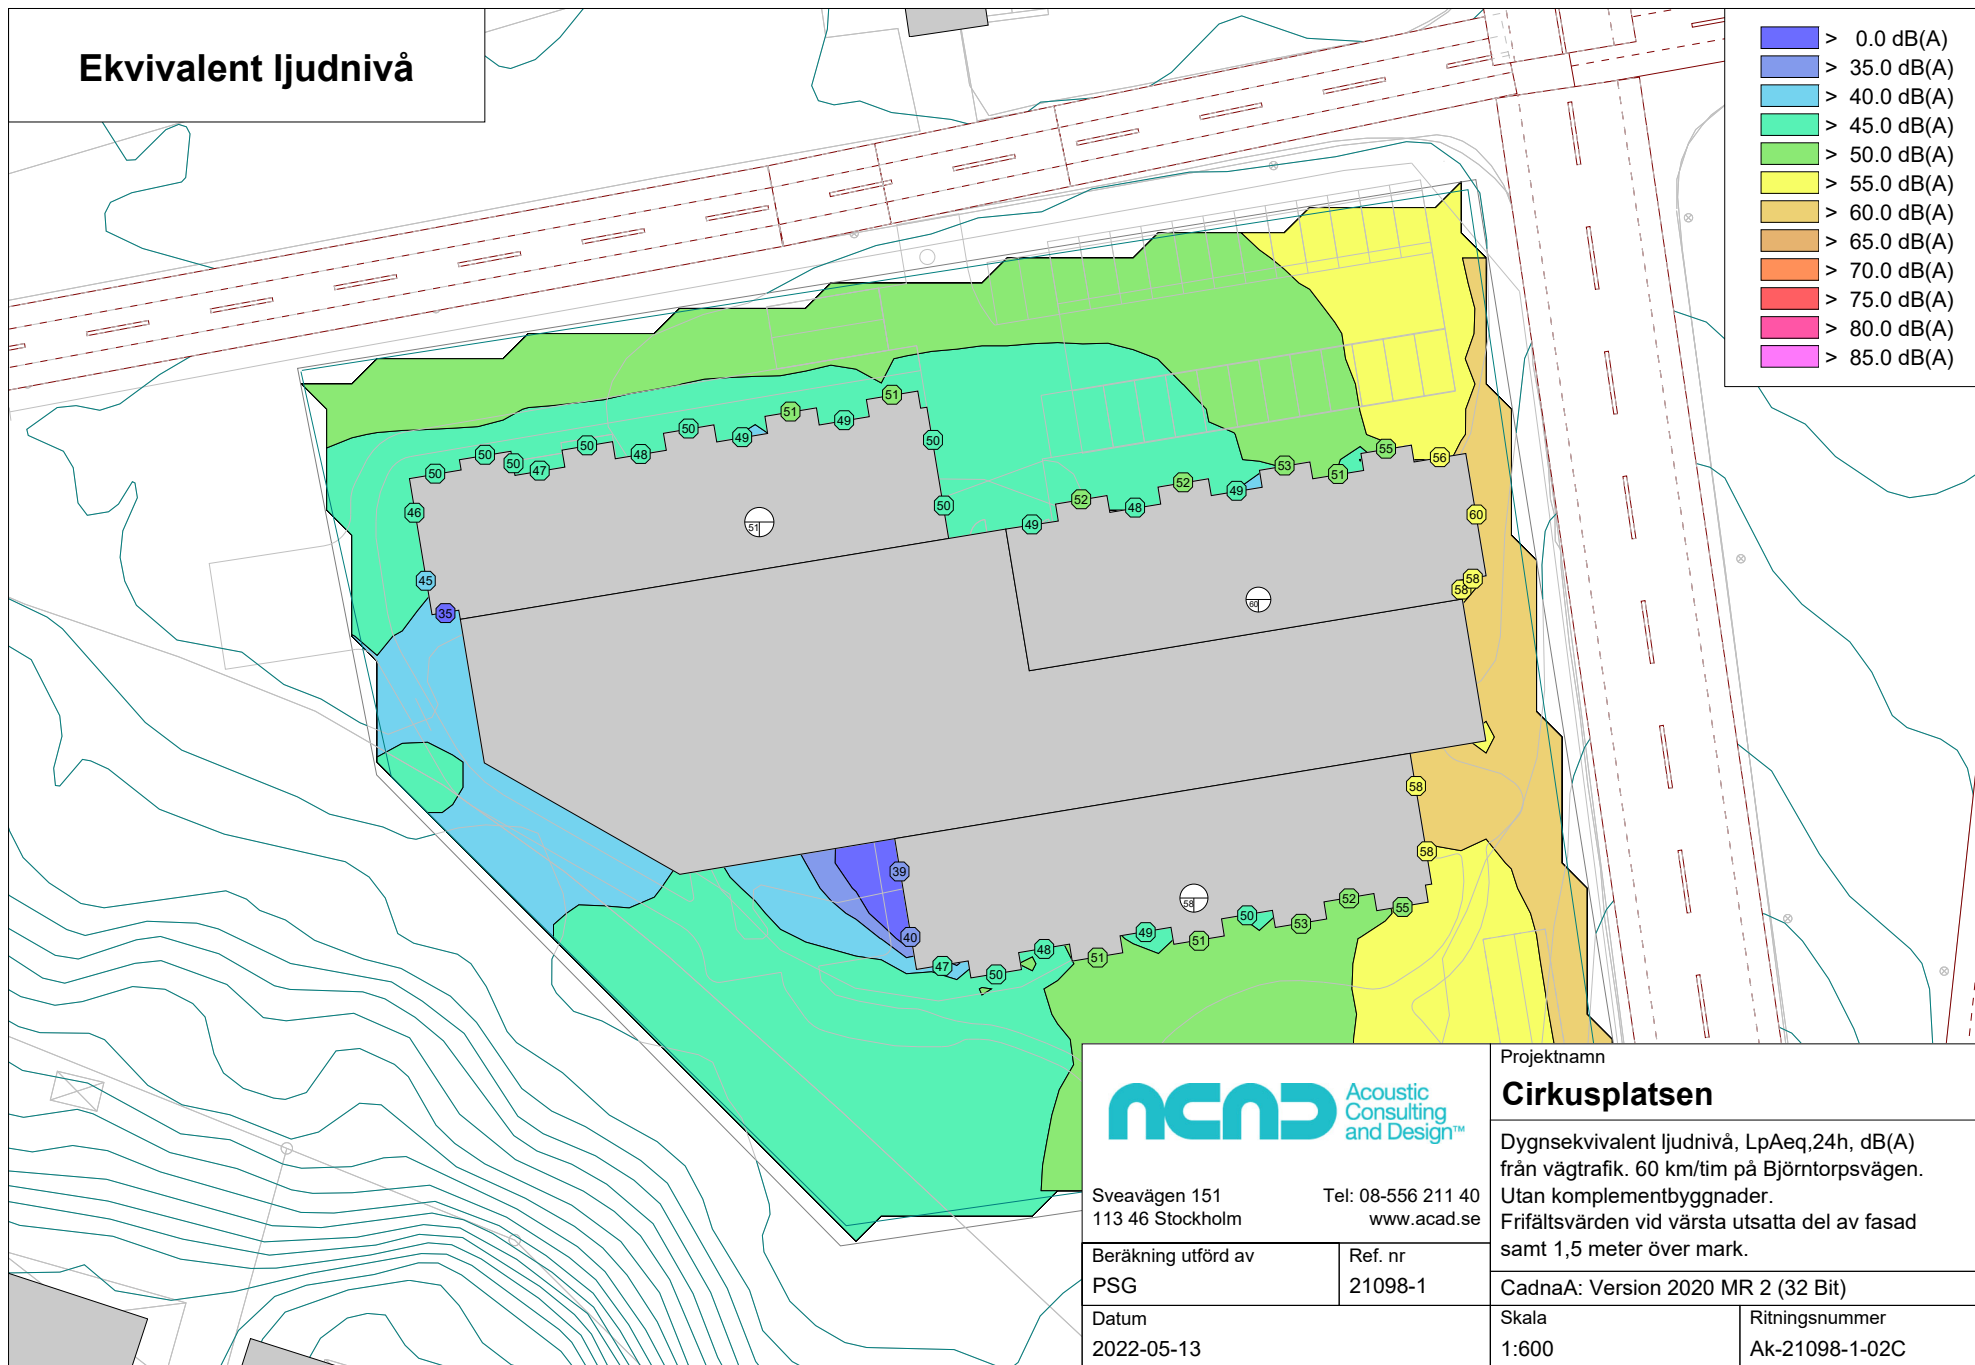 Ekvivalent ljudnivå
> 0.0 dB(A)
> 35.0 dB(A)
> 40.0 dB(A)
> 45.0 dB(A)
> 50.0 dB(A)
> 55.0 dB(A)
> 60.0 dB(A)
> 65.0 dB(A)
> 70.0 dB(A)
> 75.0 dB(A)
> 80.0 dB(A)
> 85.0 dB(A)
51
50
49
51
50
49
50
48
50
50
50
47
50
46
45
35
50
51
55
56
53
51
52
49
52
48
49
60
60
58
58
58
58
39
40
47
50
48
51
49
51
50
53
52
55
58
ACAD
Acoustic
Consulting
and Design™
Sveavägen 151
113 46 Stockholm
Tel: 08-556 211 40
www.acad.se
Beräkning utförd av
PSG
Ref. nr
21098-1
Datum
2022-05-13
Projektnamn
Cirkusplatsen
Dygnsekvivalent ljudnivå, LpAeq,24h, dB(A)
från vägtrafik. 60 km/tim på Björntorpsvägen.
Utan komplementbyggnader.
Frifältsvärden vid värsta utsatta del av fasad
samt 1,5 meter över mark.
CadnaA: Version 2020 MR 2 (32 Bit)
Skala
1:600
Ritningsnummer
Ak-21098-1-02C